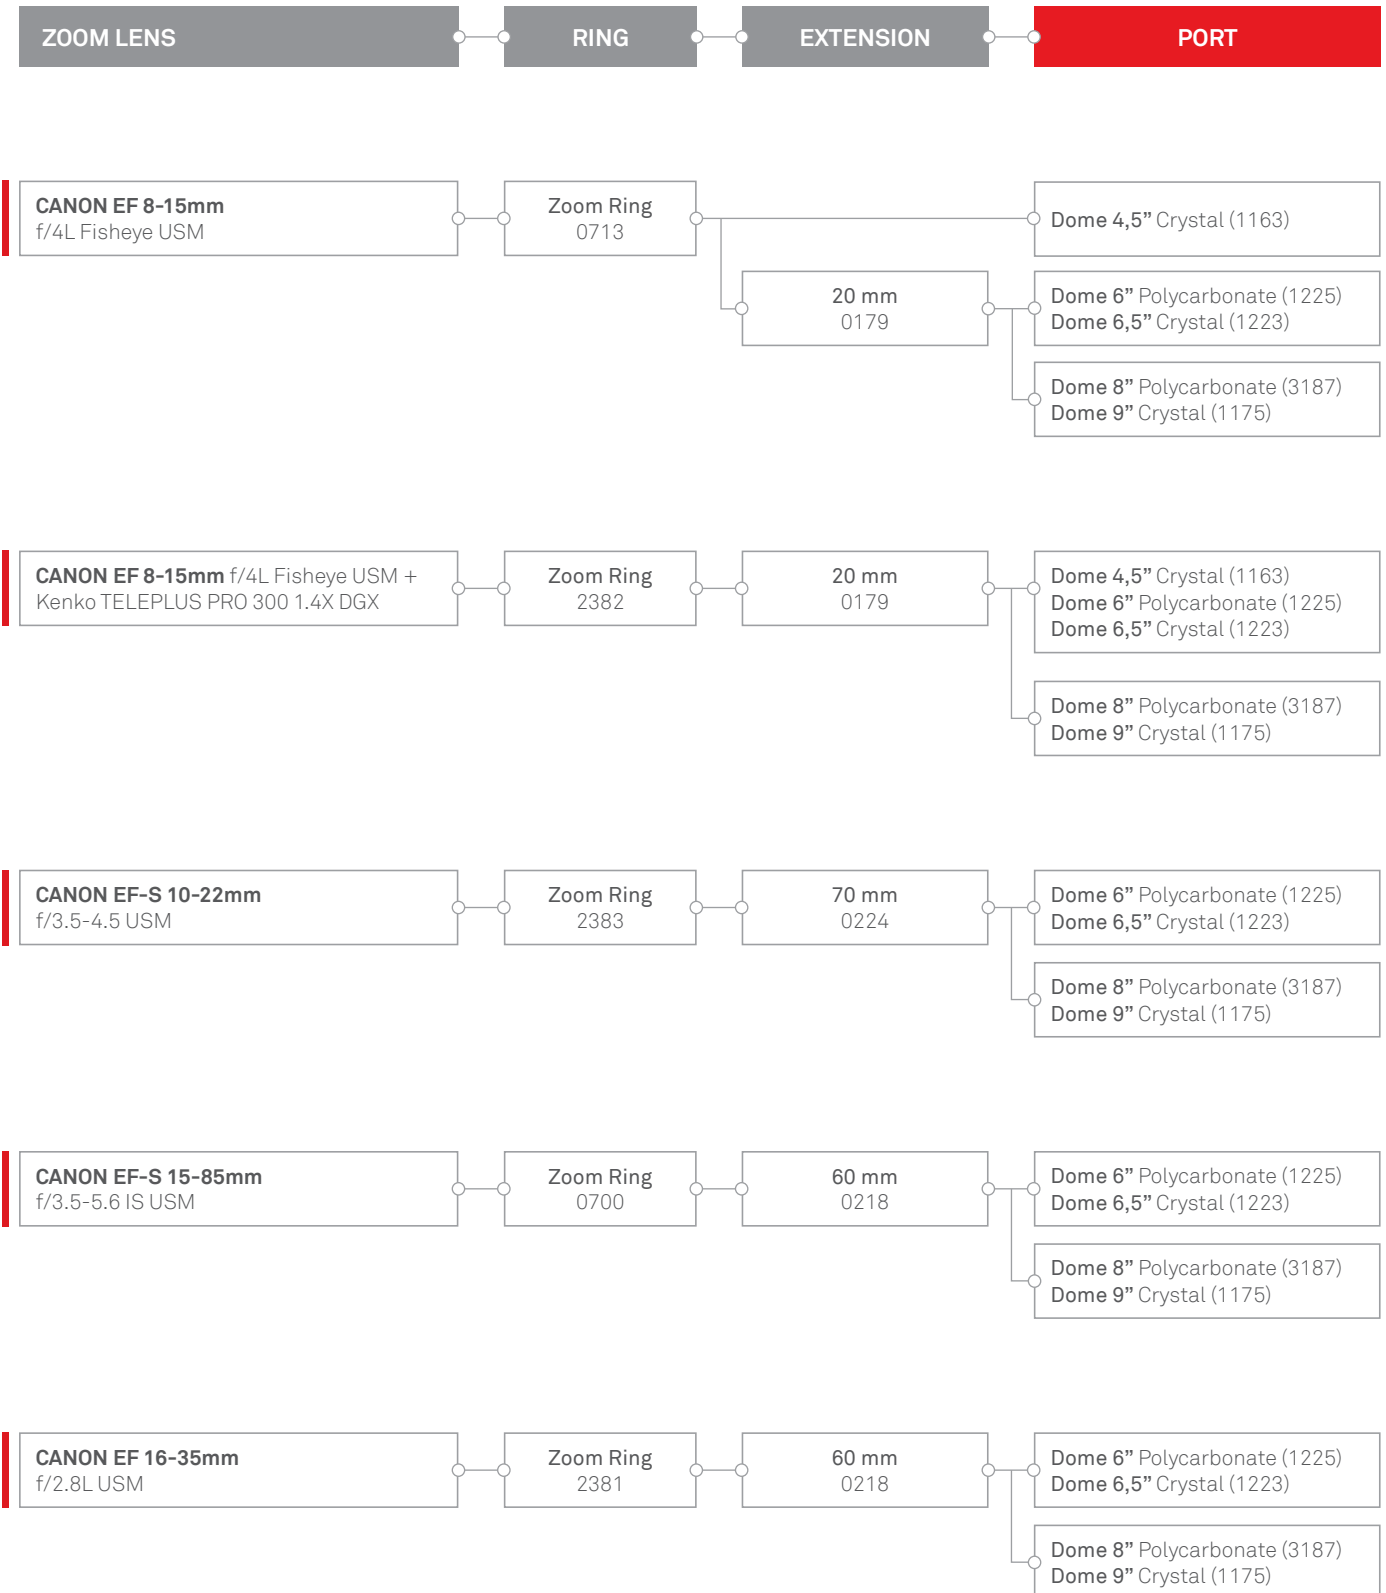 ZOOM LENS
RING
EXTENSION
PORT
CANON EF 8-15mm
f/4L Fisheye USM
Zoom Ring
0713
Dome 4,5” Crystal (1163)
20 mm
0179
Dome 6” Polycarbonate (1225)
Dome 6,5” Crystal (1223)
Dome 8” Polycarbonate (3187)
Dome 9” Crystal (1175)
CANON EF 8-15mm f/4L Fisheye USM +
Kenko TELEPLUS PRO 300 1.4X DGX
Zoom Ring
2382
20 mm
0179
Dome 4,5” Crystal (1163)
Dome 6” Polycarbonate (1225)
Dome 6,5” Crystal (1223)
Dome 8” Polycarbonate (3187)
Dome 9” Crystal (1175)
CANON EF-S 10-22mm
f/3.5-4.5 USM
Zoom Ring
2383
70 mm
0224
Dome 6” Polycarbonate (1225)
Dome 6,5” Crystal (1223)
Dome 8” Polycarbonate (3187)
Dome 9” Crystal (1175)
CANON EF-S 15-85mm
f/3.5-5.6 IS USM
Zoom Ring
0700
60 mm
0218
Dome 6” Polycarbonate (1225)
Dome 6,5” Crystal (1223)
Dome 8” Polycarbonate (3187)
Dome 9” Crystal (1175)
CANON EF 16-35mm
f/2.8L USM
Zoom Ring
2381
60 mm
0218
Dome 6” Polycarbonate (1225)
Dome 6,5” Crystal (1223)
Dome 8” Polycarbonate (3187)
Dome 9” Crystal (1175)